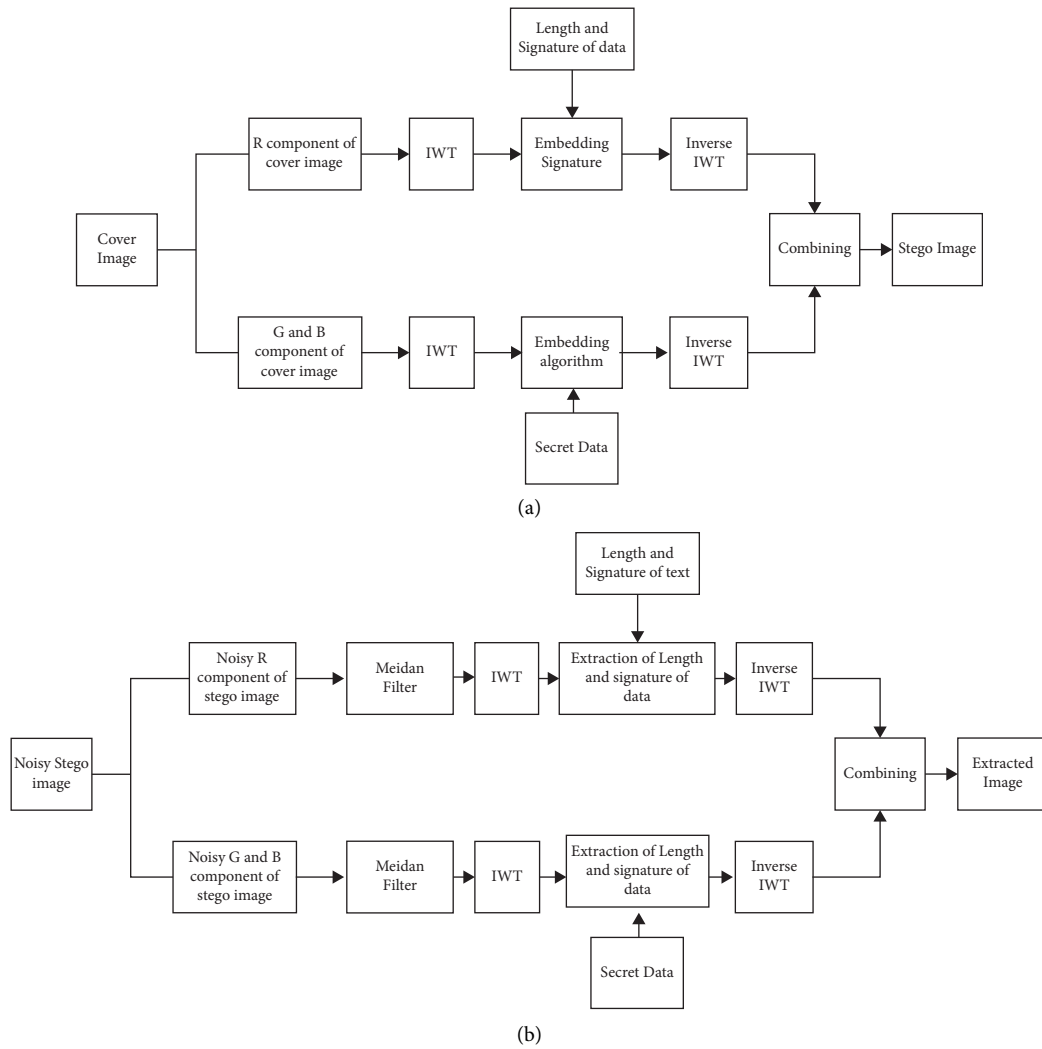 Length and
Signature of data
R component of
cover image
IWT
Embedding
Signature
Inverse
IWT
Cover
Image
Combining
Stego Image
G and B
component of
cover image
IWT
Embedding
algorithm
Inverse
IWT
Secret Data
(a)
Length and
Signature of text
Noisy R
component of
stego image
Meidan
Filter
IWT
Extraction of Length
and signature of
data
Inverse
IWT
Noisy Stego
image
Combining
Extracted
Image
Noisy G and B
component of
stego image
Meidan
Filter
IWT
Extraction of Length
and signature of
data
Inverse
IWT
Secret Data
(b)